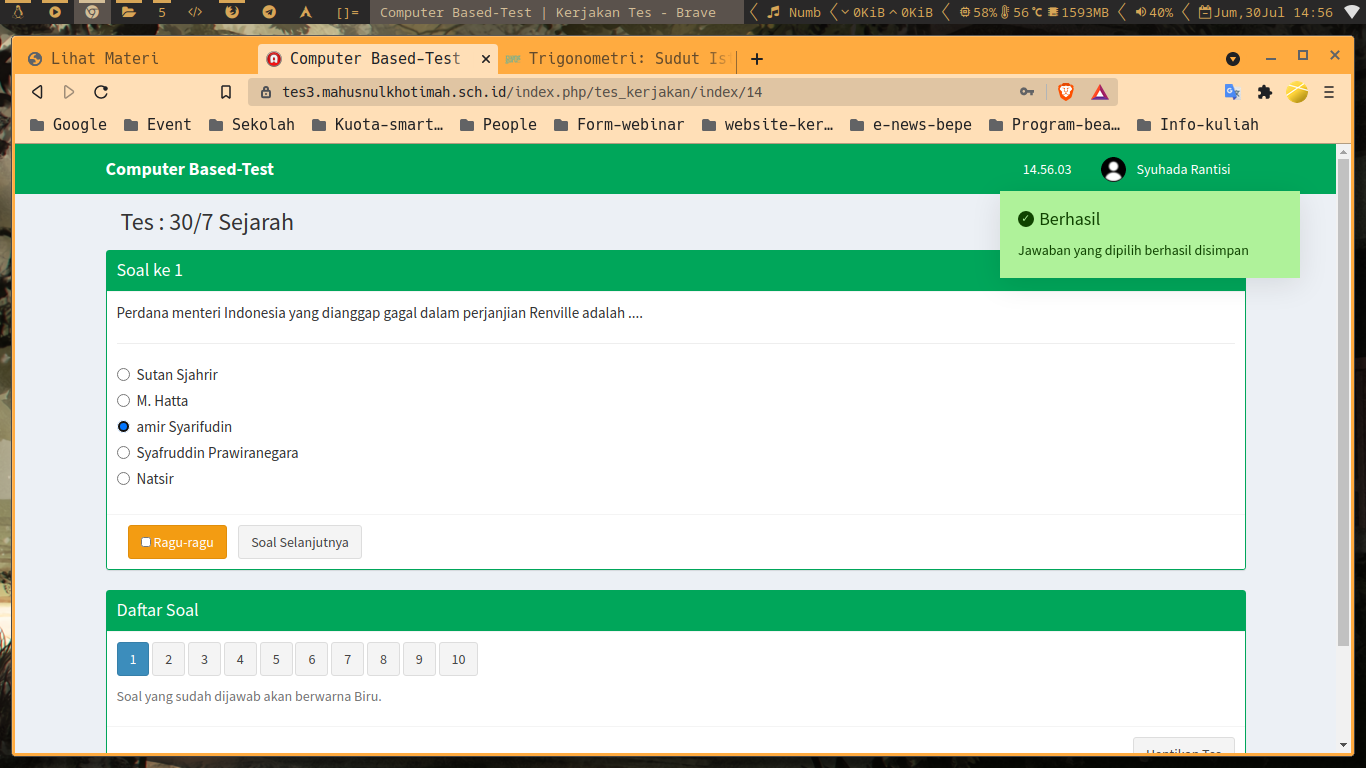 5 </> []= Computer Based-Test | Kerjakan Tes - Brave Numb 0KiB 0KiB 58% 56℃ 1593MB 40% Jum,30Jul 14:56
Lihat Materi Computer Based-Test Trigonometri: Sudut Is
tes3.mahusnulkhotimah.sch.id/index.php/tes_kerjakan/index/14
Google Event Sekolah Kuota-smart… People Form-webinar website-ker… e-news-bepe Program-bea… Info-kuliah
Computer Based-Test 14.56.03 Syuhada Rantisi
Tes : 30/7 Sejarah
Berhasil
Jawaban yang dipilih berhasil disimpan
Soal ke 1
Perdana menteri Indonesia yang dianggap gagal dalam perjanjian Renville adalah ....
Sutan Sjahrir
M. Hatta
amir Syarifudin
Syafruddin Prawiranegara
Natsir
Ragu-ragu Soal Selanjutnya
Daftar Soal
1 2 3 4 5 6 7 8 9 10
Soal yang sudah dijawab akan berwarna Biru.
Hentikan Tes